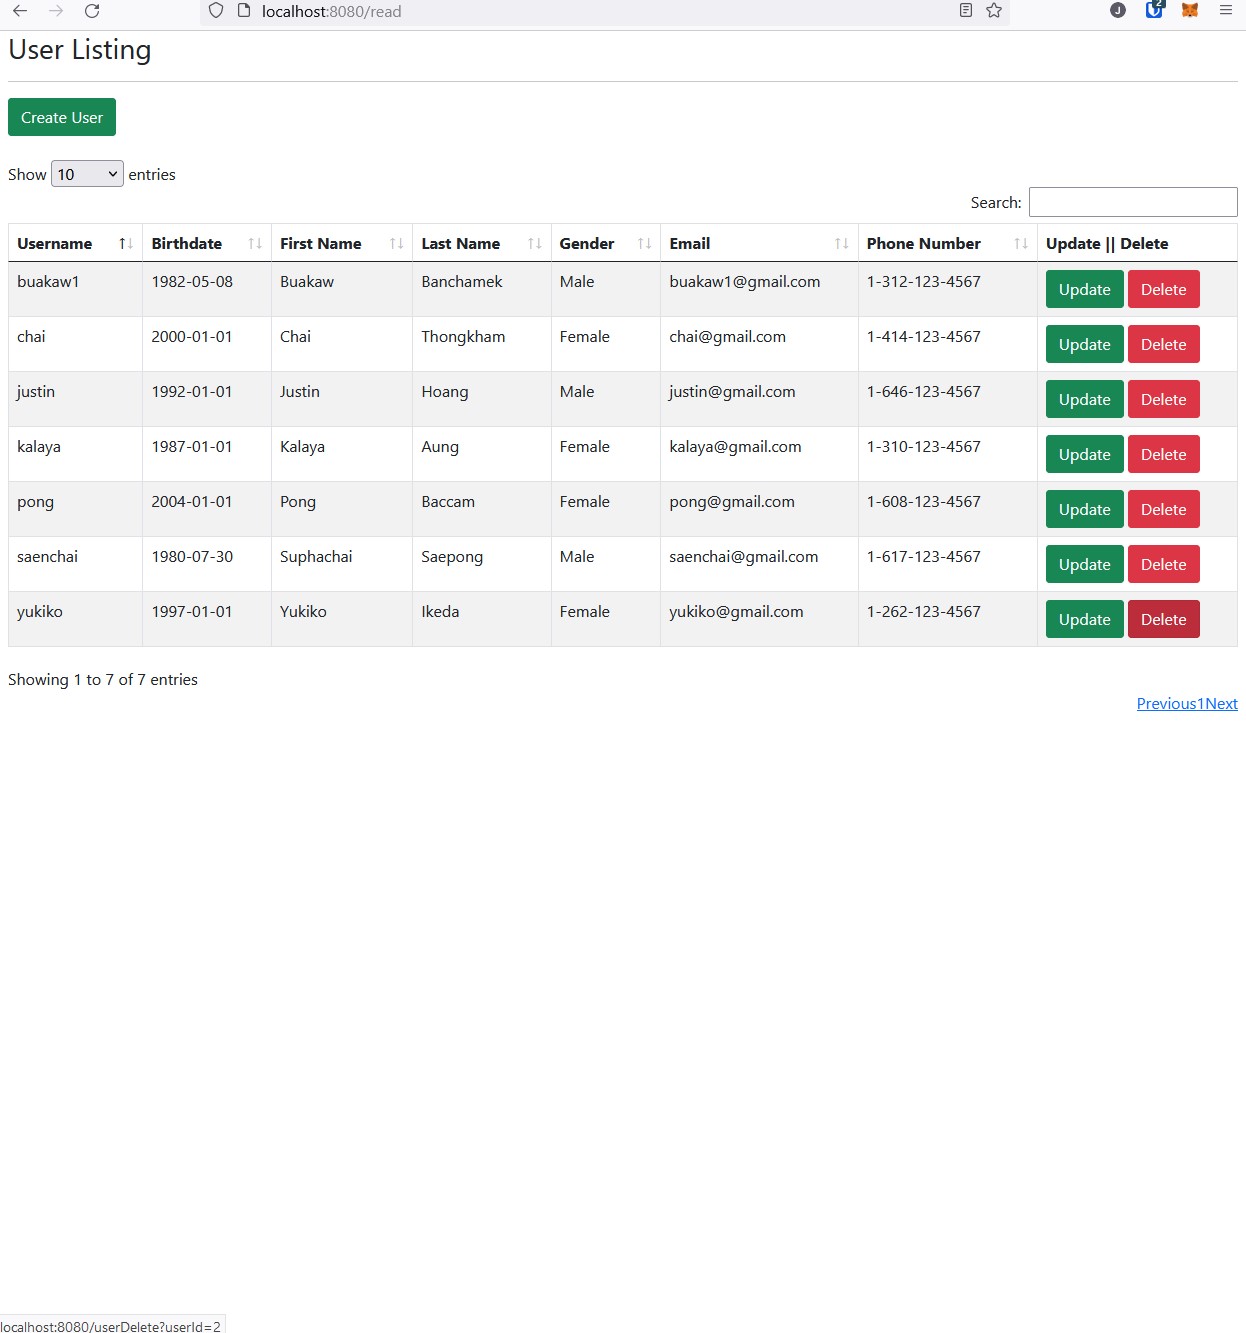 localhost:8080/read
J
2
User Listing
Create User
Show 10 entries
Search:
Username Birthdate First Name Last Name Gender Email Phone Number Update || Delete
buakaw1 1982-05-08 Buakaw Banchamek Male buakaw1@gmail.com 1-312-123-4567 Update Delete
chai 2000-01-01 Chai Thongkham Female chai@gmail.com 1-414-123-4567 Update Delete
justin 1992-01-01 Justin Hoang Male justin@gmail.com 1-646-123-4567 Update Delete
kalaya 1987-01-01 Kalaya Aung Female kalaya@gmail.com 1-310-123-4567 Update Delete
pong 2004-01-01 Pong Baccam Female pong@gmail.com 1-608-123-4567 Update Delete
saenchai 1980-07-30 Suphachai Saepong Male saenchai@gmail.com 1-617-123-4567 Update Delete
yukiko 1997-01-01 Yukiko Ikeda Female yukiko@gmail.com 1-262-123-4567 Update Delete
Showing 1 to 7 of 7 entries
Previous1Next
localhost:8080/userDelete?userId=2